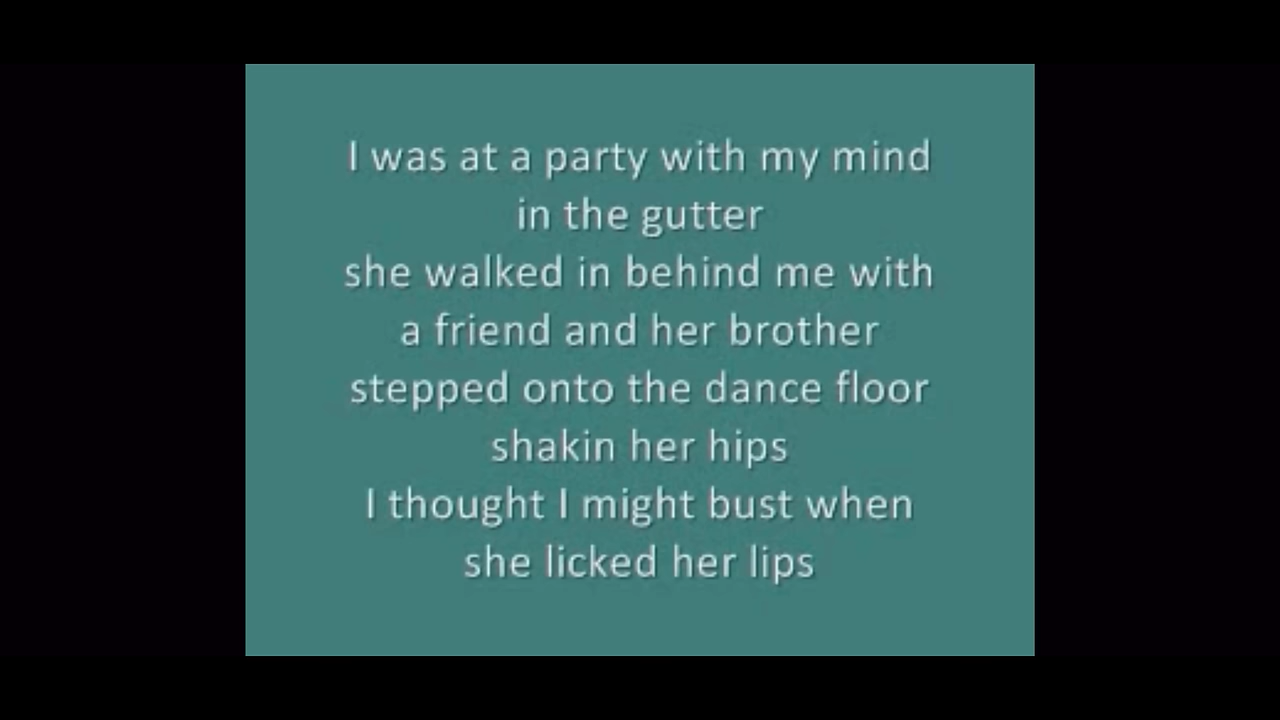 I was at a party with my mind
in the gutter
she walked in behind me with
a friend and her brother
stepped onto the dance floor
shakin her hips
I thought I might bust when
she licked her lips